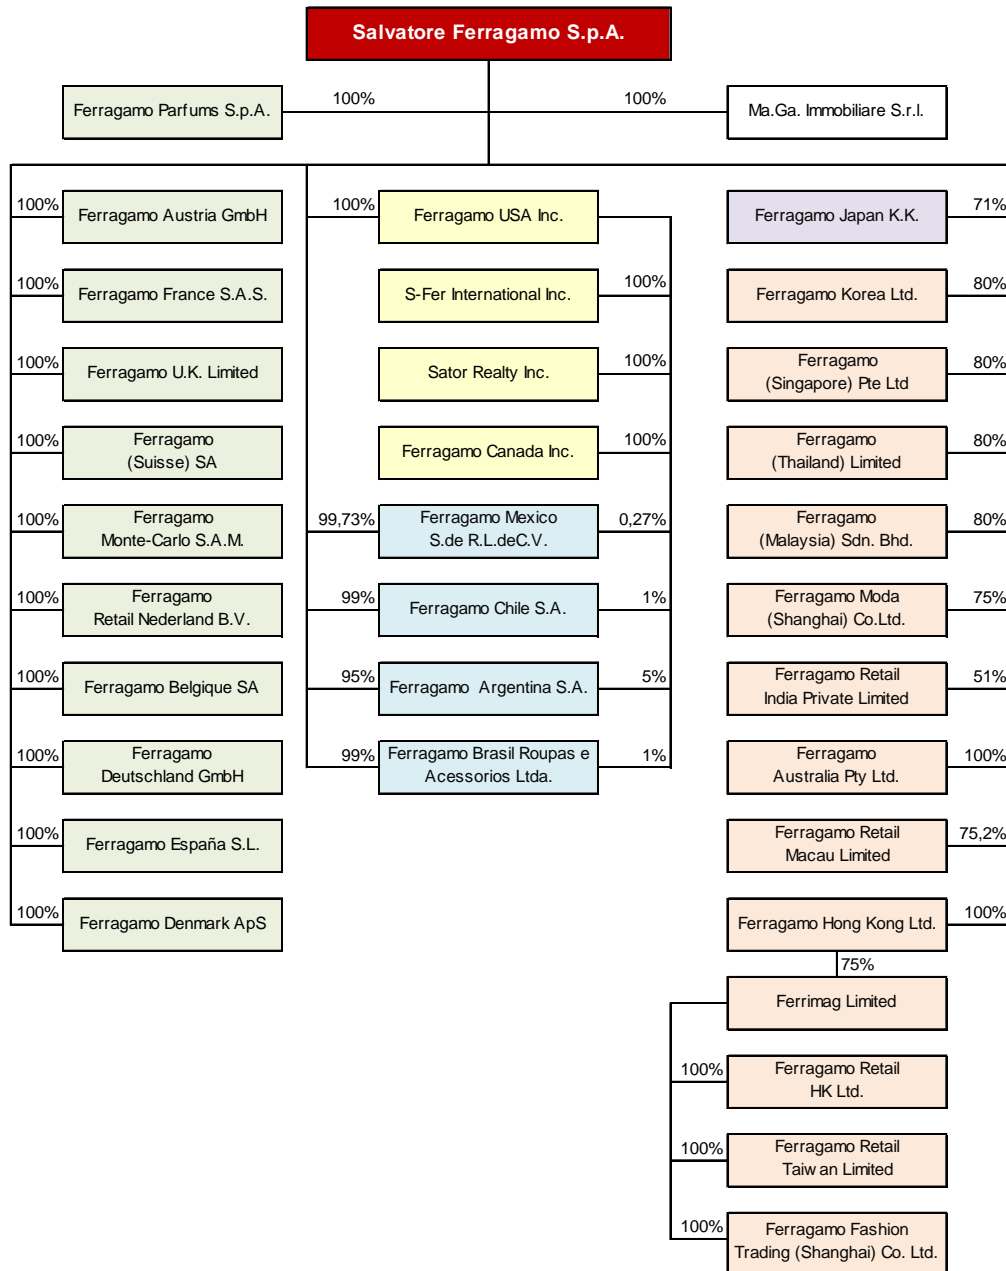 Salvatore Ferragamo S.p.A.
Ferragamo Parfums S.p.A.
100%
100%
Ma.Ga. Immobiliare S.r.l.
100%
Ferragamo Austria GmbH
100%
Ferragamo USA Inc.
Ferragamo Japan K.K.
71%
100%
Ferragamo France S.A.S.
S-Fer International Inc.
100%
Ferragamo Korea Ltd.
80%
100%
Ferragamo U.K. Limited
Sator Realty Inc.
100%
Ferragamo
(Singapore) Pte Ltd
80%
100%
Ferragamo
(Suisse) SA
Ferragamo Canada Inc.
100%
Ferragamo
(Thailand) Limited
80%
100%
Ferragamo
Monte-Carlo S.A.M.
99,73%
Ferragamo Mexico
S.de R.L.deC.V.
0,27%
Ferragamo
(Malaysia) Sdn. Bhd.
80%
100%
Ferragamo
Retail Nederland B.V.
99%
Ferragamo Chile S.A.
1%
Ferragamo Moda
(Shanghai) Co.Ltd.
75%
100%
Ferragamo Belgique SA
95%
Ferragamo Argentina S.A.
5%
Ferragamo Retail
India Private Limited
51%
100%
Ferragamo
Deutschland GmbH
99%
Ferragamo Brasil Roupas e
Acessorios Ltda.
1%
Ferragamo
Australia Pty Ltd.
100%
100%
Ferragamo España S.L.
Ferragamo Retail
Macau Limited
75,2%
100%
Ferragamo Denmark ApS
Ferragamo Hong Kong Ltd.
100%
75%
Ferrimag Limited
100%
Ferragamo Retail
HK Ltd.
100%
Ferragamo Retail
Taiwan Limited
100%
Ferragamo Fashion
Trading (Shanghai) Co. Ltd.